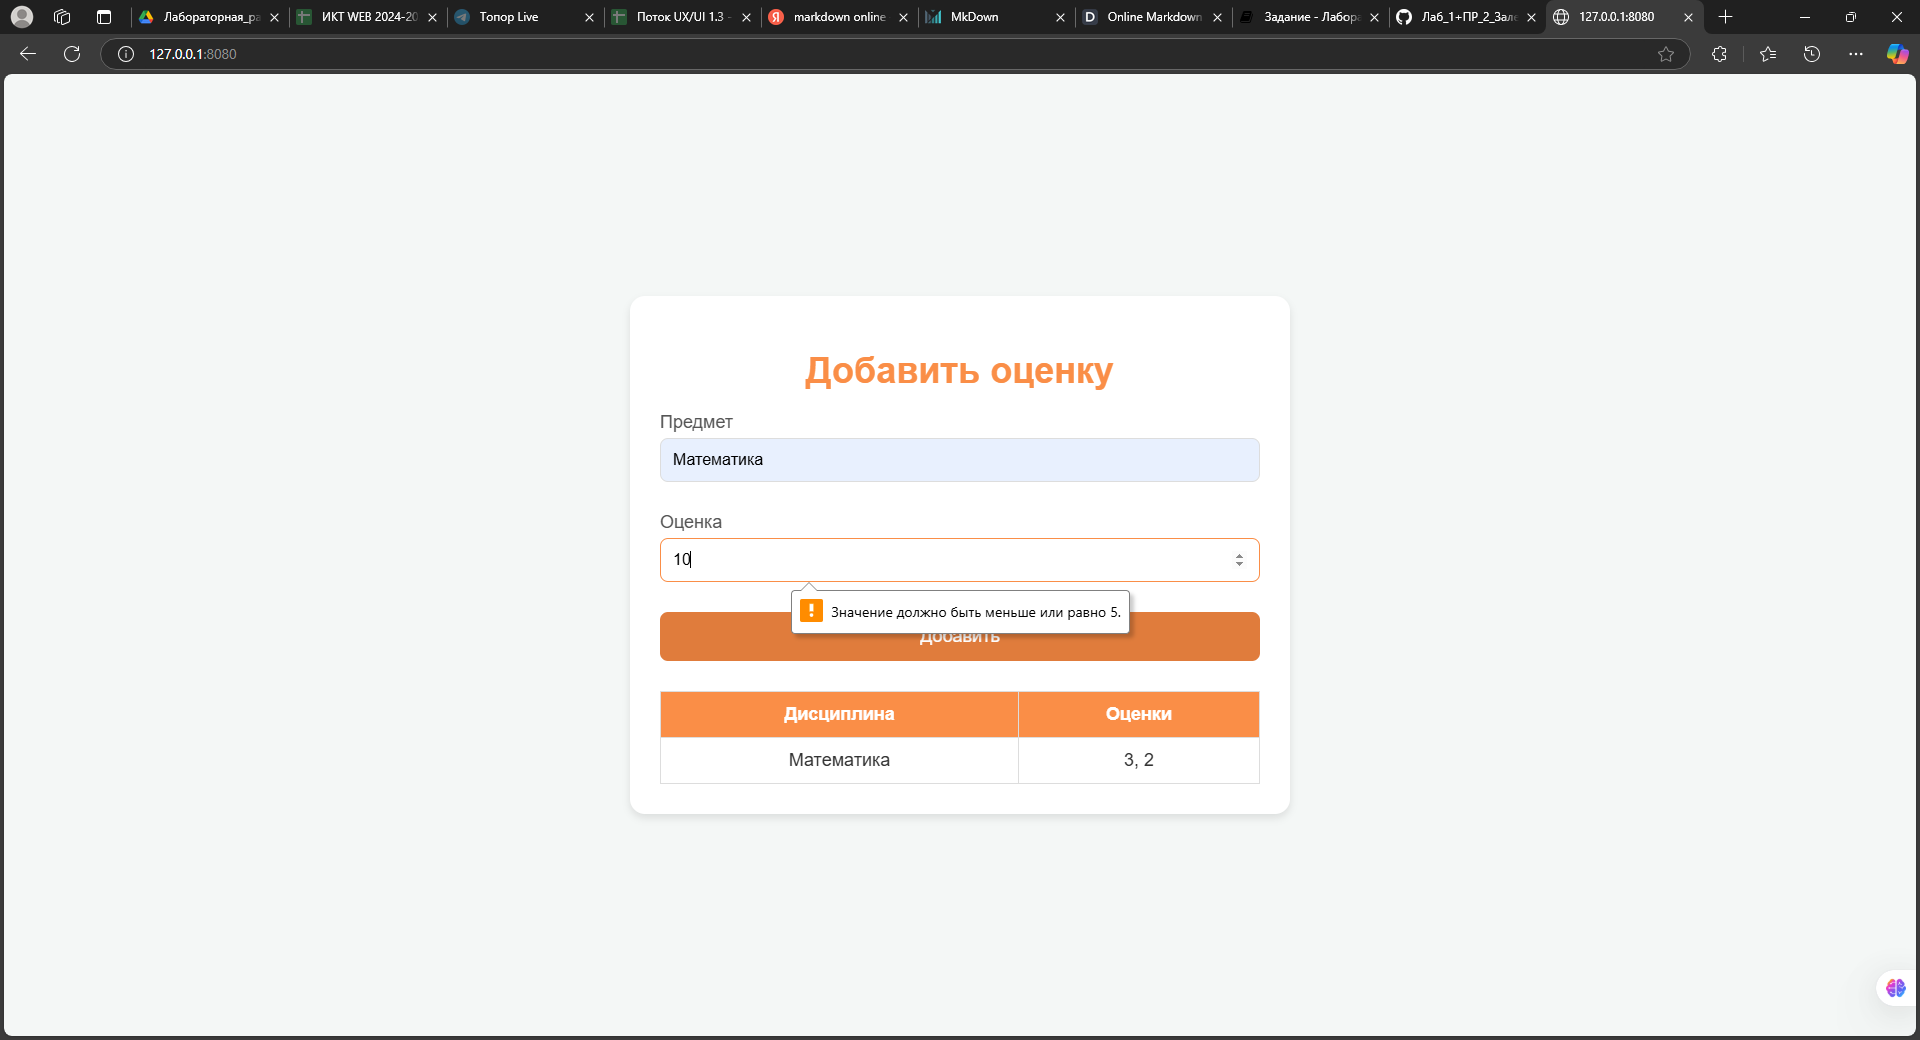 Лабораторная_ра
ИКТ WEB 2024-20
Топор Live
Поток UX/UI 1.3 -
markdown online
MkDown
Online Markdown
Задание - Лабора
Лаб_1+ПР_2_Зале
127.0.0.1:8080
127.0.0.1:8080
Добавить оценку
Предмет
Математика
Оценка
10
Значение должно быть меньше или равно 5.
Добавить
Дисциплина Оценки
Математика 3, 2